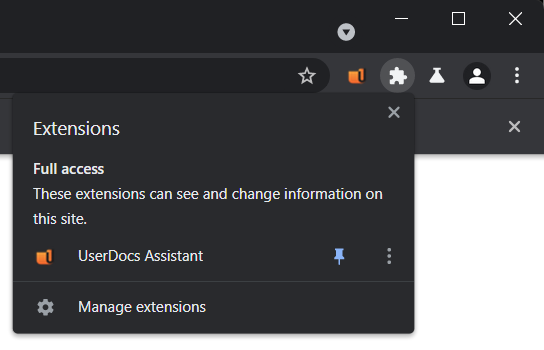 Extensions
Full access
These extensions can see and change information on
this site.
UserDocs Assistant
Manage extensions